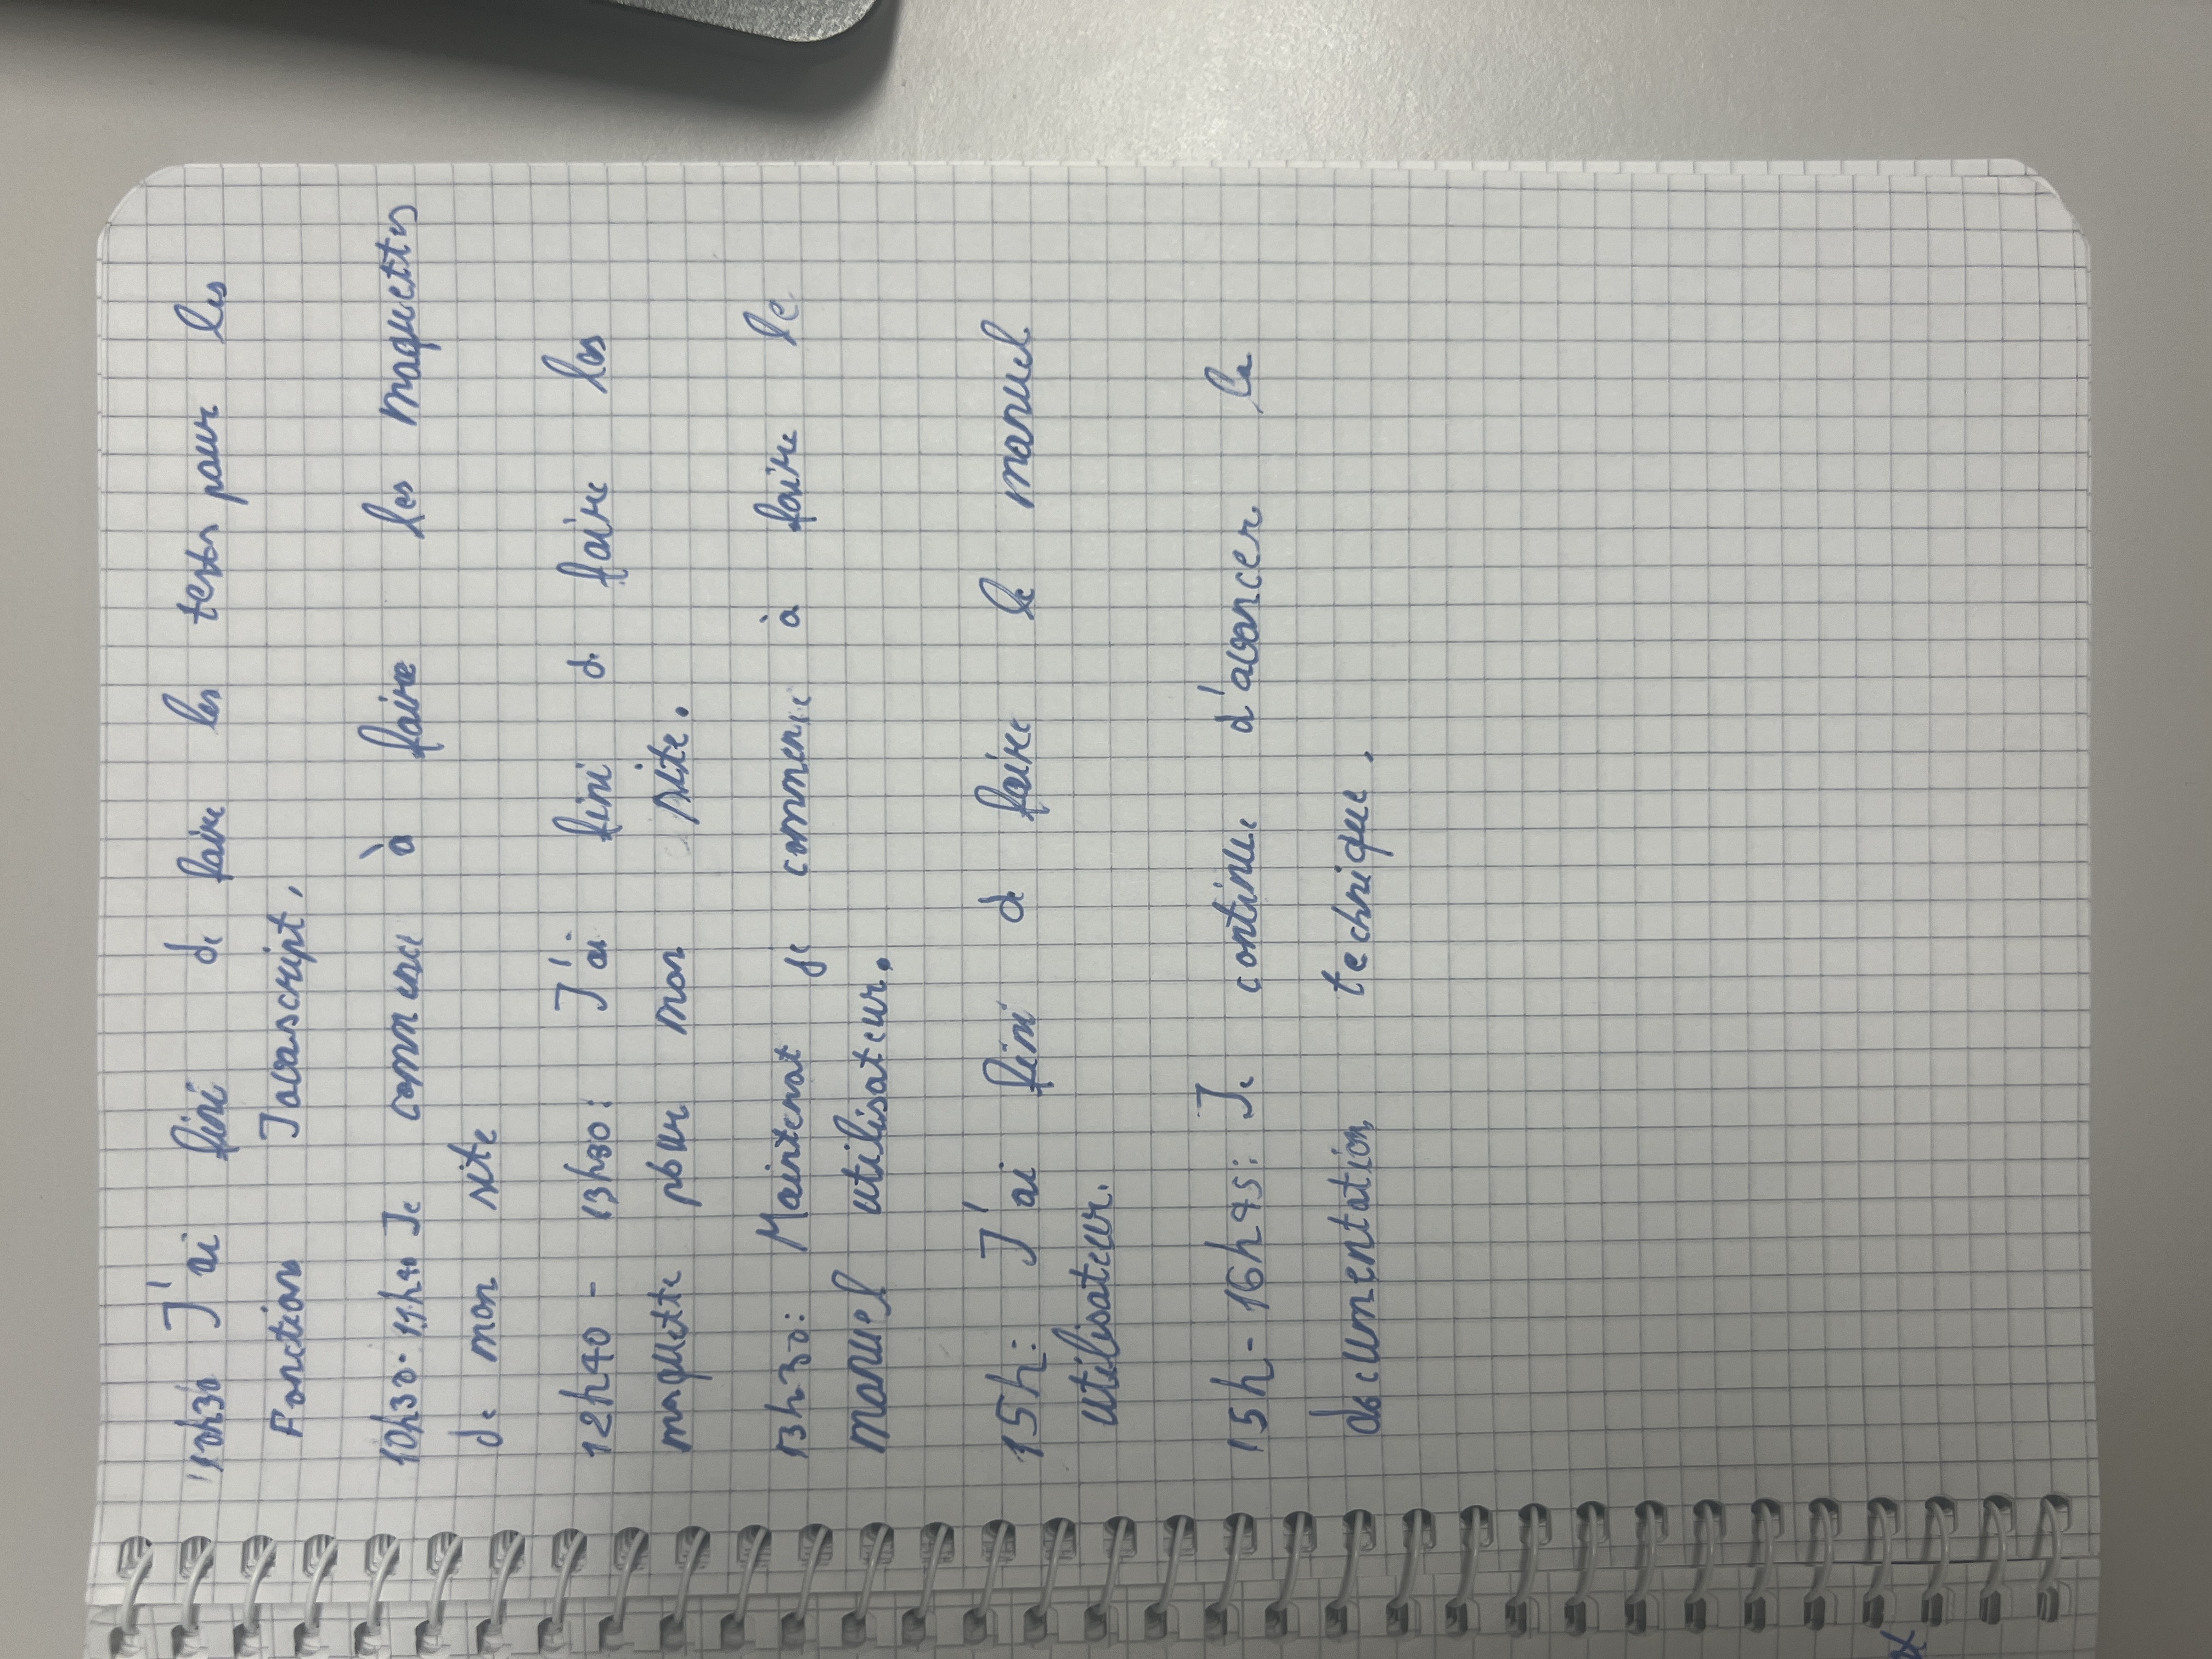 10h30 J'ai fini de faire les tests pour les
Fonctions Javascript.
10h30-11h40 Je commence à faire les maquettes
de mon site
12h40 - 13h30: J'ai fini de faire les
maquette pour mon site.
13h30: Maintenat je commence à faire le
manuel utilisateur.
15h: J'ai fini de faire le manuel
utilisateur.
15h-16h45: Je continue d'avancer la
documentation technique.